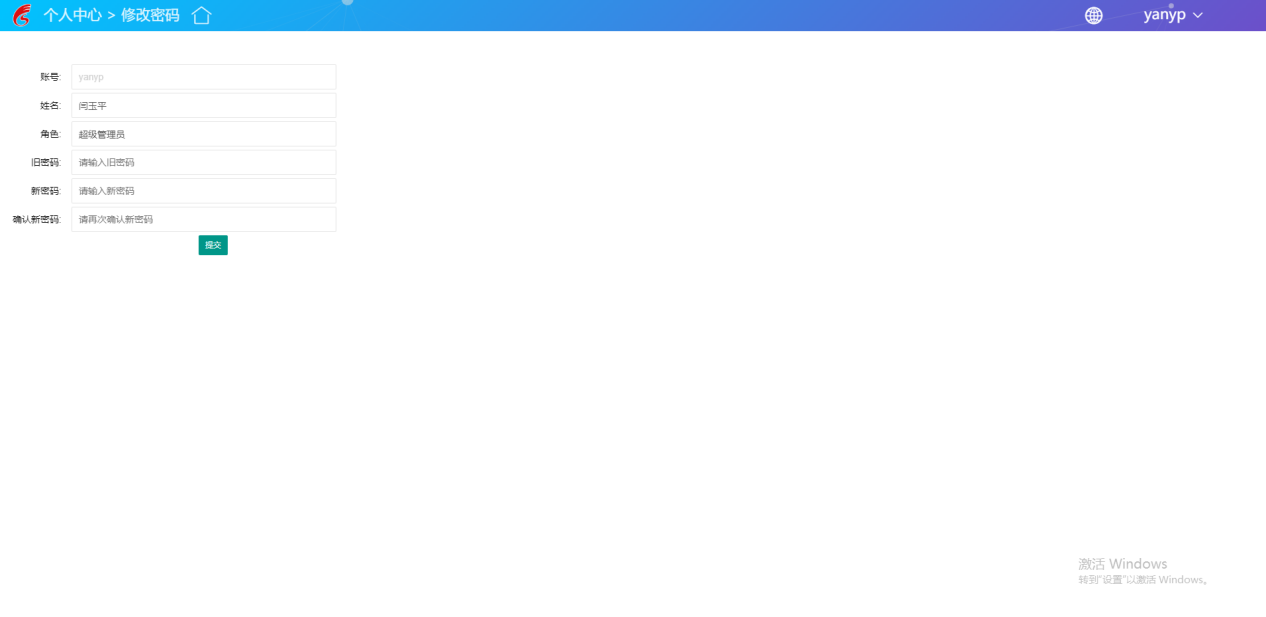 个人中心 > 修改密码
yanyp
账号: yanyp
姓名: 闫玉平
角色: 超级管理员
旧密码: 请输入旧密码
新密码: 请输入新密码
确认新密码: 请再次确认新密码
提交
激活 Windows
转到"设置"以激活 Windows。